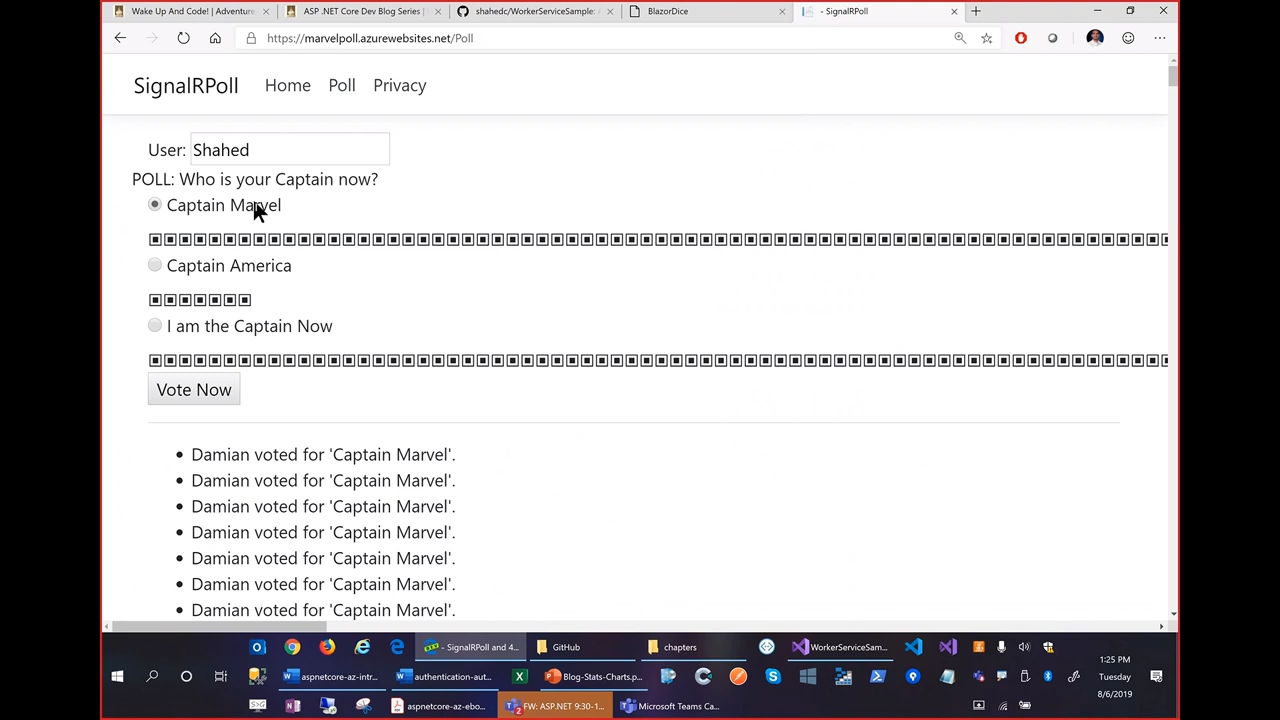 Wake Up And Code! | Adventure
ASP .NET Core Dev Blog Series |
shahedc/WorkerServiceSample: A
BlazorDice
- SignalRPoll
https://marvelpoll.azurewebsites.net/Poll
SignalRPoll Home Poll Privacy
User: Shahed
POLL: Who is your Captain now?
Captain Marvel
Captain America
I am the Captain Now
Vote Now
Damian voted for 'Captain Marvel'.
Damian voted for 'Captain Marvel'.
Damian voted for 'Captain Marvel'.
Damian voted for 'Captain Marvel'.
Damian voted for 'Captain Marvel'.
Damian voted for 'Captain Marvel'.
Damian voted for 'Captain Marvel'.
- SignalRPoll and 4...
GitHub
chapters
WorkerServiceSam...
1:25 PM
aspnetcore-az-intr...
authentication-aut...
Blog-Stats-Charts.p...
Tuesday
aspnetcore-az-ebo...
FW: ASP.NET 9:30-1...
Microsoft Teams Ca...
8/6/2019